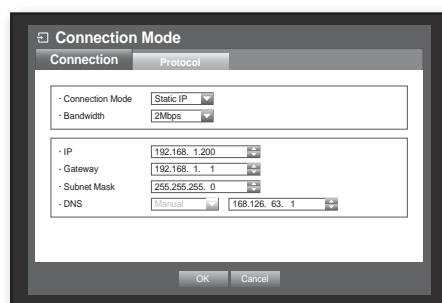 Connection Mode
Connection Protocol
· Connection Mode Static IP
· Bandwidth 2Mbps
· IP 192.168. 1.200
· Gateway 192.168. 1. 1
· Subnet Mask 255.255.255. 0
· DNS Manual 168.126. 63. 1
OK Cancel